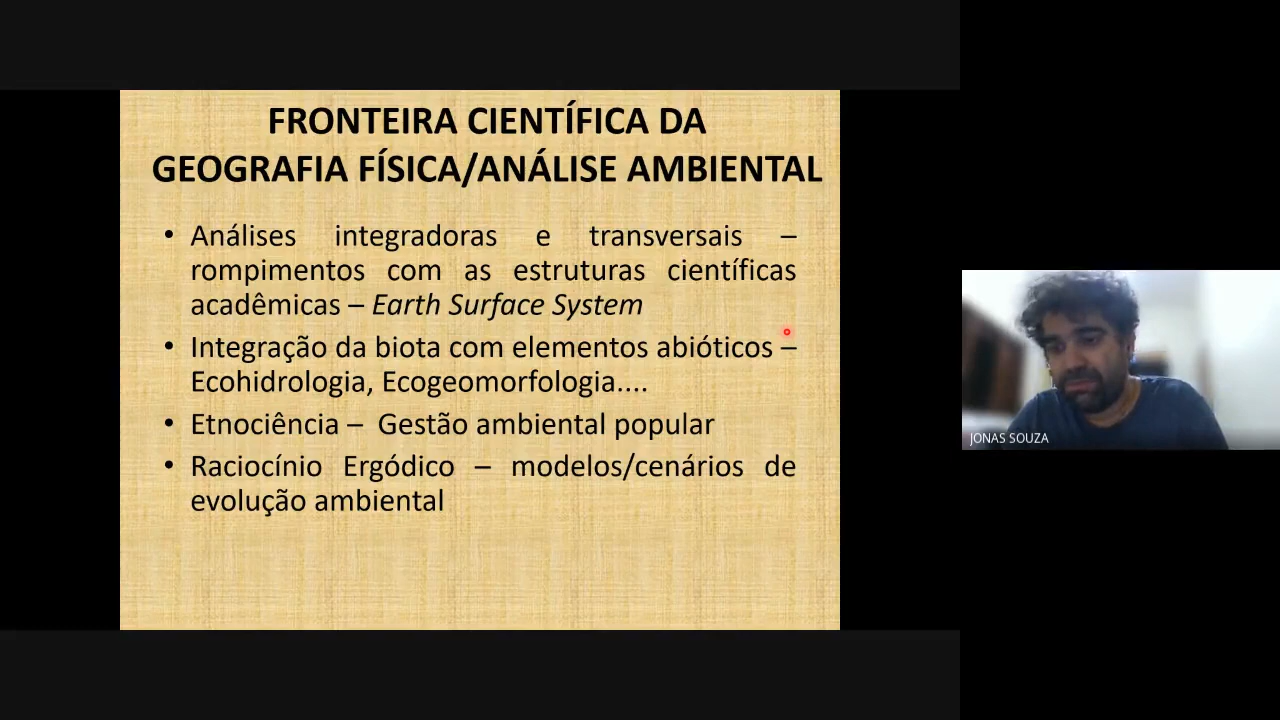 FRONTEIRA CIENTÍFICA DA
GEOGRAFIA FÍSICA/ANÁLISE AMBIENTAL
• Análises integradoras e transversais –
rompimentos com as estruturas científicas
acadêmicas – Earth Surface System
• Integração da biota com elementos abióticos –
Ecohidrologia, Ecogeomorfologia....
• Etnociência – Gestão ambiental popular
• Raciocínio Ergódico – modelos/cenários de
evolução ambiental
JONAS SOUZA